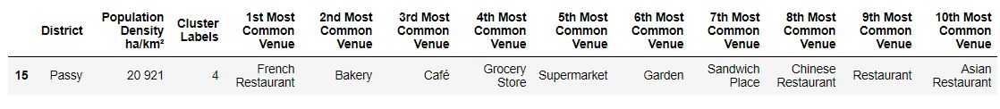 District Population Density ha/km² Cluster Labels 1st Most Common Venue 2nd Most Common Venue 3rd Most Common Venue 4th Most Common Venue 5th Most Common Venue 6th Most Common Venue 7th Most Common Venue 8th Most Common Venue 9th Most Common Venue 10th Most Common Venue
15 Passy 20 921 4 French Restaurant Bakery Café Grocery Store Supermarket Garden Sandwich Place Chinese Restaurant Restaurant Asian Restaurant